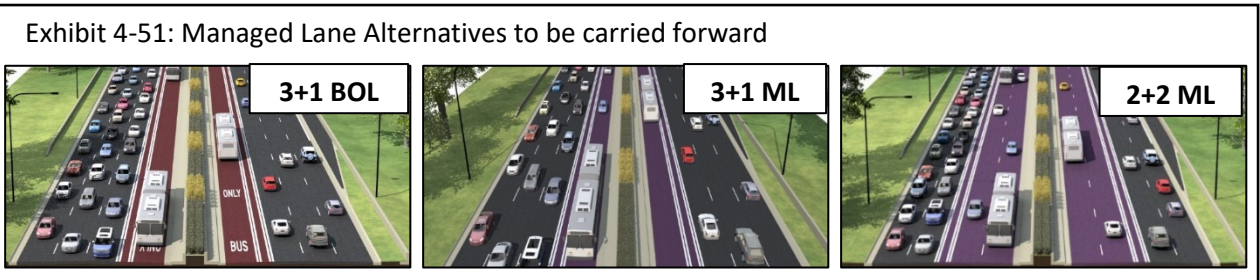 Exhibit 4-51: Managed Lane Alternatives to be carried forward
3+1 BOL
3+1 ML
2+2 ML
ONLY
BUS